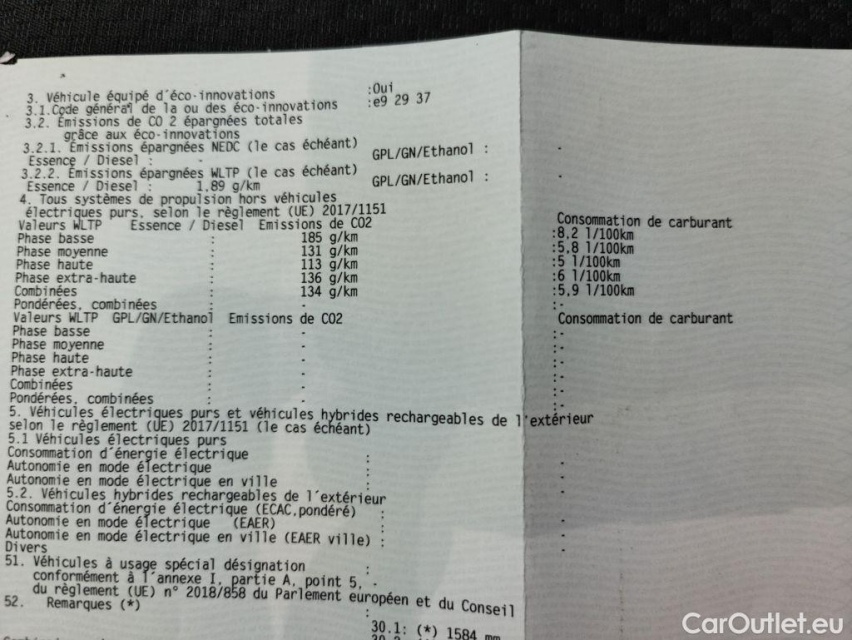 3. Véhicule équipé d'éco-innovations :Oui
3.1.Code général de la ou des éco-innovations :e9 29 37
3.2. Emissions de CO 2 épargnées totales
grâce aux éco-innovations
3.2.1. Emissions épargnées NEDC (le cas échéant)
Essence / Diesel : - GPL/GN/Ethanol : -
3.2.2. Emissions épargnées WLTP (le cas échéant)
Essence / Diesel : 1,89 g/km GPL/GN/Ethanol : -
4. Tous systèmes de propulsion hors véhicules
électriques purs, selon le règlement (UE) 2017/1151
Valeurs WLTP Essence / Diesel Emissions de CO2 Consommation de carburant
Phase basse : 185 g/km :8,2 l/100km
Phase moyenne : 131 g/km :5,8 l/100km
Phase haute : 113 g/km :5 l/100km
Phase extra-haute : 136 g/km :6 l/100km
Combinées : 134 g/km :5,9 l/100km
Pondérées, combinées : - :-
Valeurs WLTP GPL/GN/Ethanol Emissions de CO2 Consommation de carburant
Phase basse : - :-
Phase moyenne : - :-
Phase haute : - :-
Phase extra-haute : - :-
Combinées : - :-
Pondérées, combinées : - :-
5. Véhicules électriques purs et véhicules hybrides rechargeables de l'extérieur
selon le règlement (UE) 2017/1151 (le cas échéant)
5.1 Véhicules électriques purs
Consommation d'énergie électrique : -
Autonomie en mode électrique : -
Autonomie en mode électrique en ville : -
5.2. Véhicules hybrides rechargeables de l'extérieur
Consommation d'énergie électrique (ECAC,pondéré) : -
Autonomie en mode électrique (EAER) : -
Autonomie en mode électrique en ville (EAER ville) : -
Divers
51. Véhicules à usage spécial désignation :
conformément à l'annexe I, partie A, point 5, -
du règlement (UE) n° 2018/858 du Parlement européen et du Conseil
52. Remarques (*) :
30.1: (*) 1584 mm
CarOutlet.eu